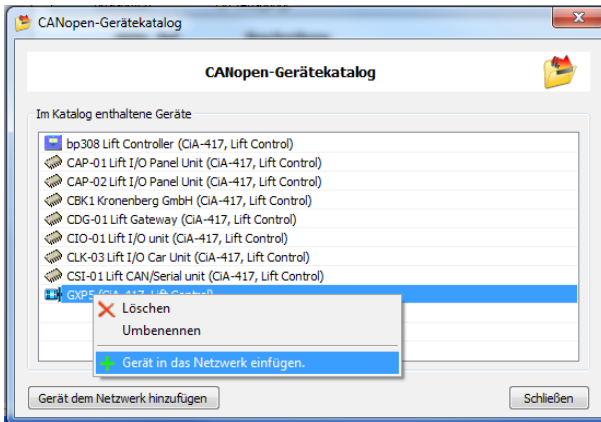 CANopen-Gerätekatalog
CANopen-Gerätekatalog
Im Katalog enthaltene Geräte
bp308 Lift Controller (CiA-417, Lift Control)
CAP-01 Lift I/O Panel Unit (CiA-417, Lift Control)
CAP-02 Lift I/O Panel Unit (CiA-417, Lift Control)
CBK1 Kronenberg GmbH (CiA-417, Lift Control)
CDG-01 Lift Gateway (CiA-417, Lift Control)
CIO-01 Lift I/O unit (CiA-417, Lift Control)
CLK-03 Lift I/O Car Unit (CiA-417, Lift Control)
CSI-01 Lift CAN/Serial unit (CiA-417, Lift Control)
GXP5 (CiA-417, Lift Control)
Löschen
Umbenennen
Gerät in das Netzwerk einfügen.
Gerät dem Netzwerk hinzufügen
Schließen